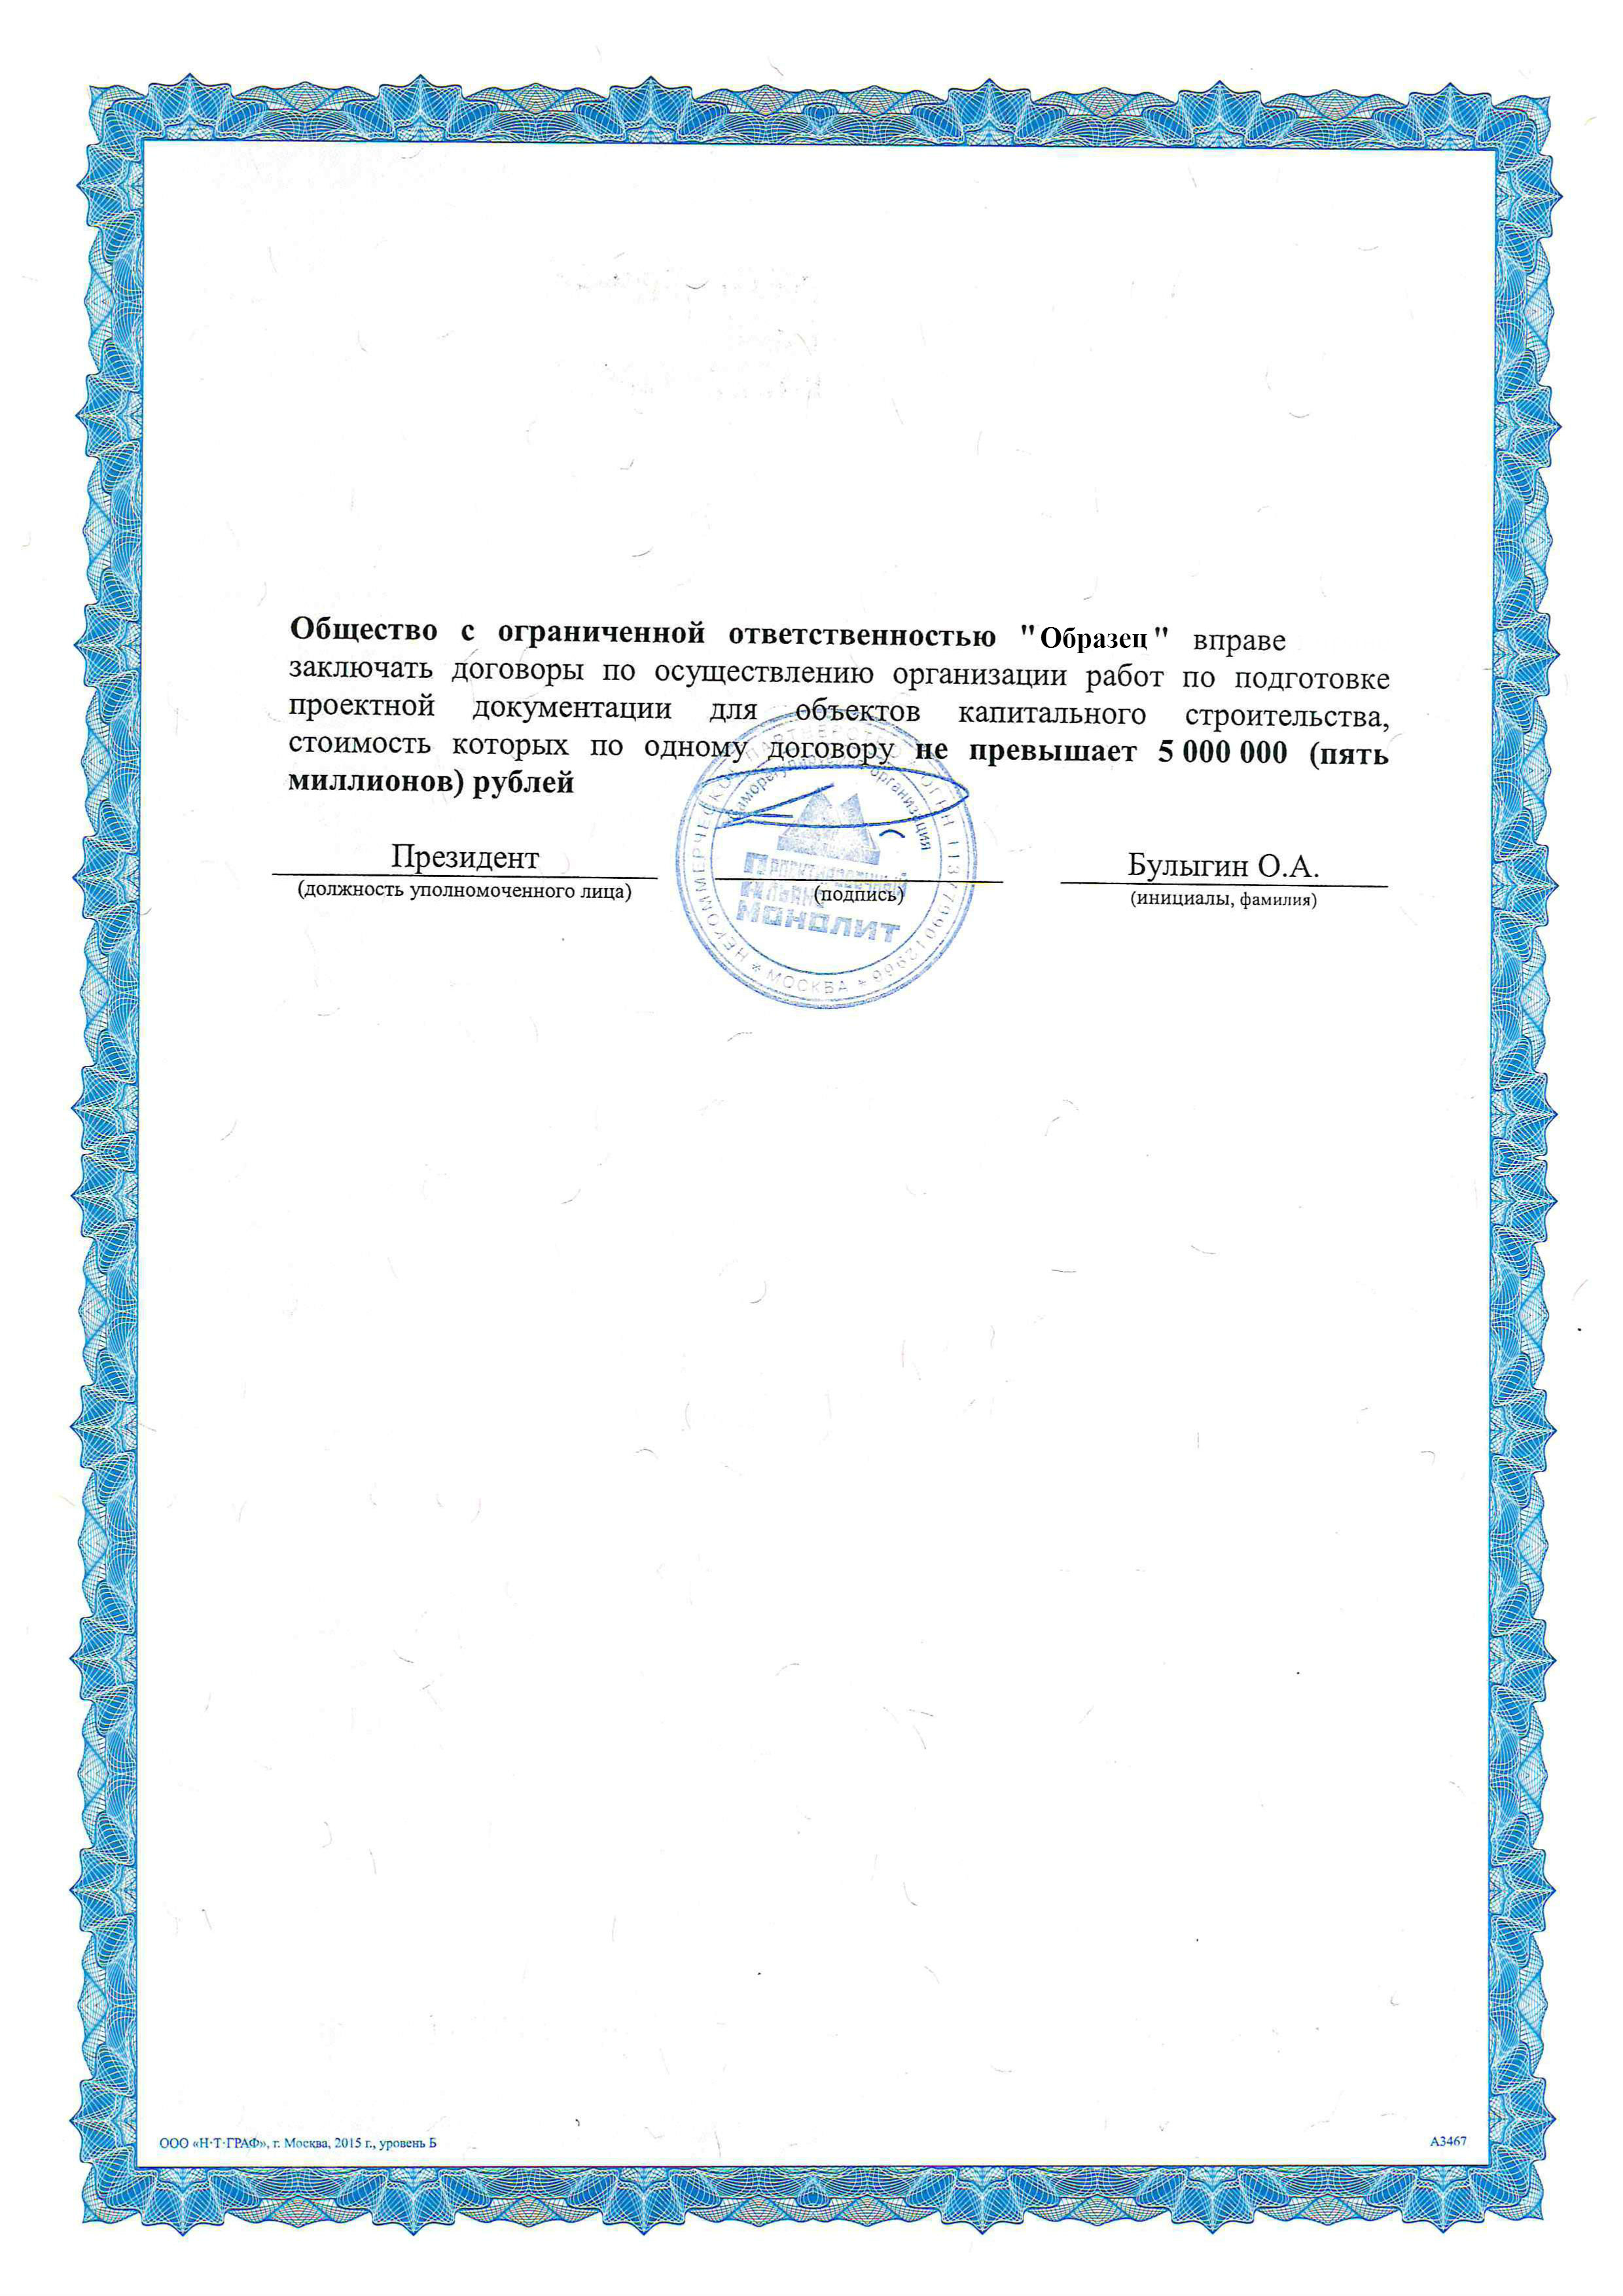 Общество с ограниченной ответственностью "Образец" вправе
заключать договоры по осуществлению организации работ по подготовке
проектной документации для объектов капитального строительства,
стоимость которых по одному договору не превышает 5 000 000 (пять
миллионов) рублей
Президент
(должность уполномоченного лица)
(подпись)
Булыгин О.А.
(инициалы, фамилия)
НЕКОММЕРЧЕСКОЕ ПАРТНЕРСТВО
саморегулируемая организация
МОНОЛИТ
* МОСКВА *
ООО «Н·Т·ГРАФ», г. Москва, 2015 г., уровень Б
А3467